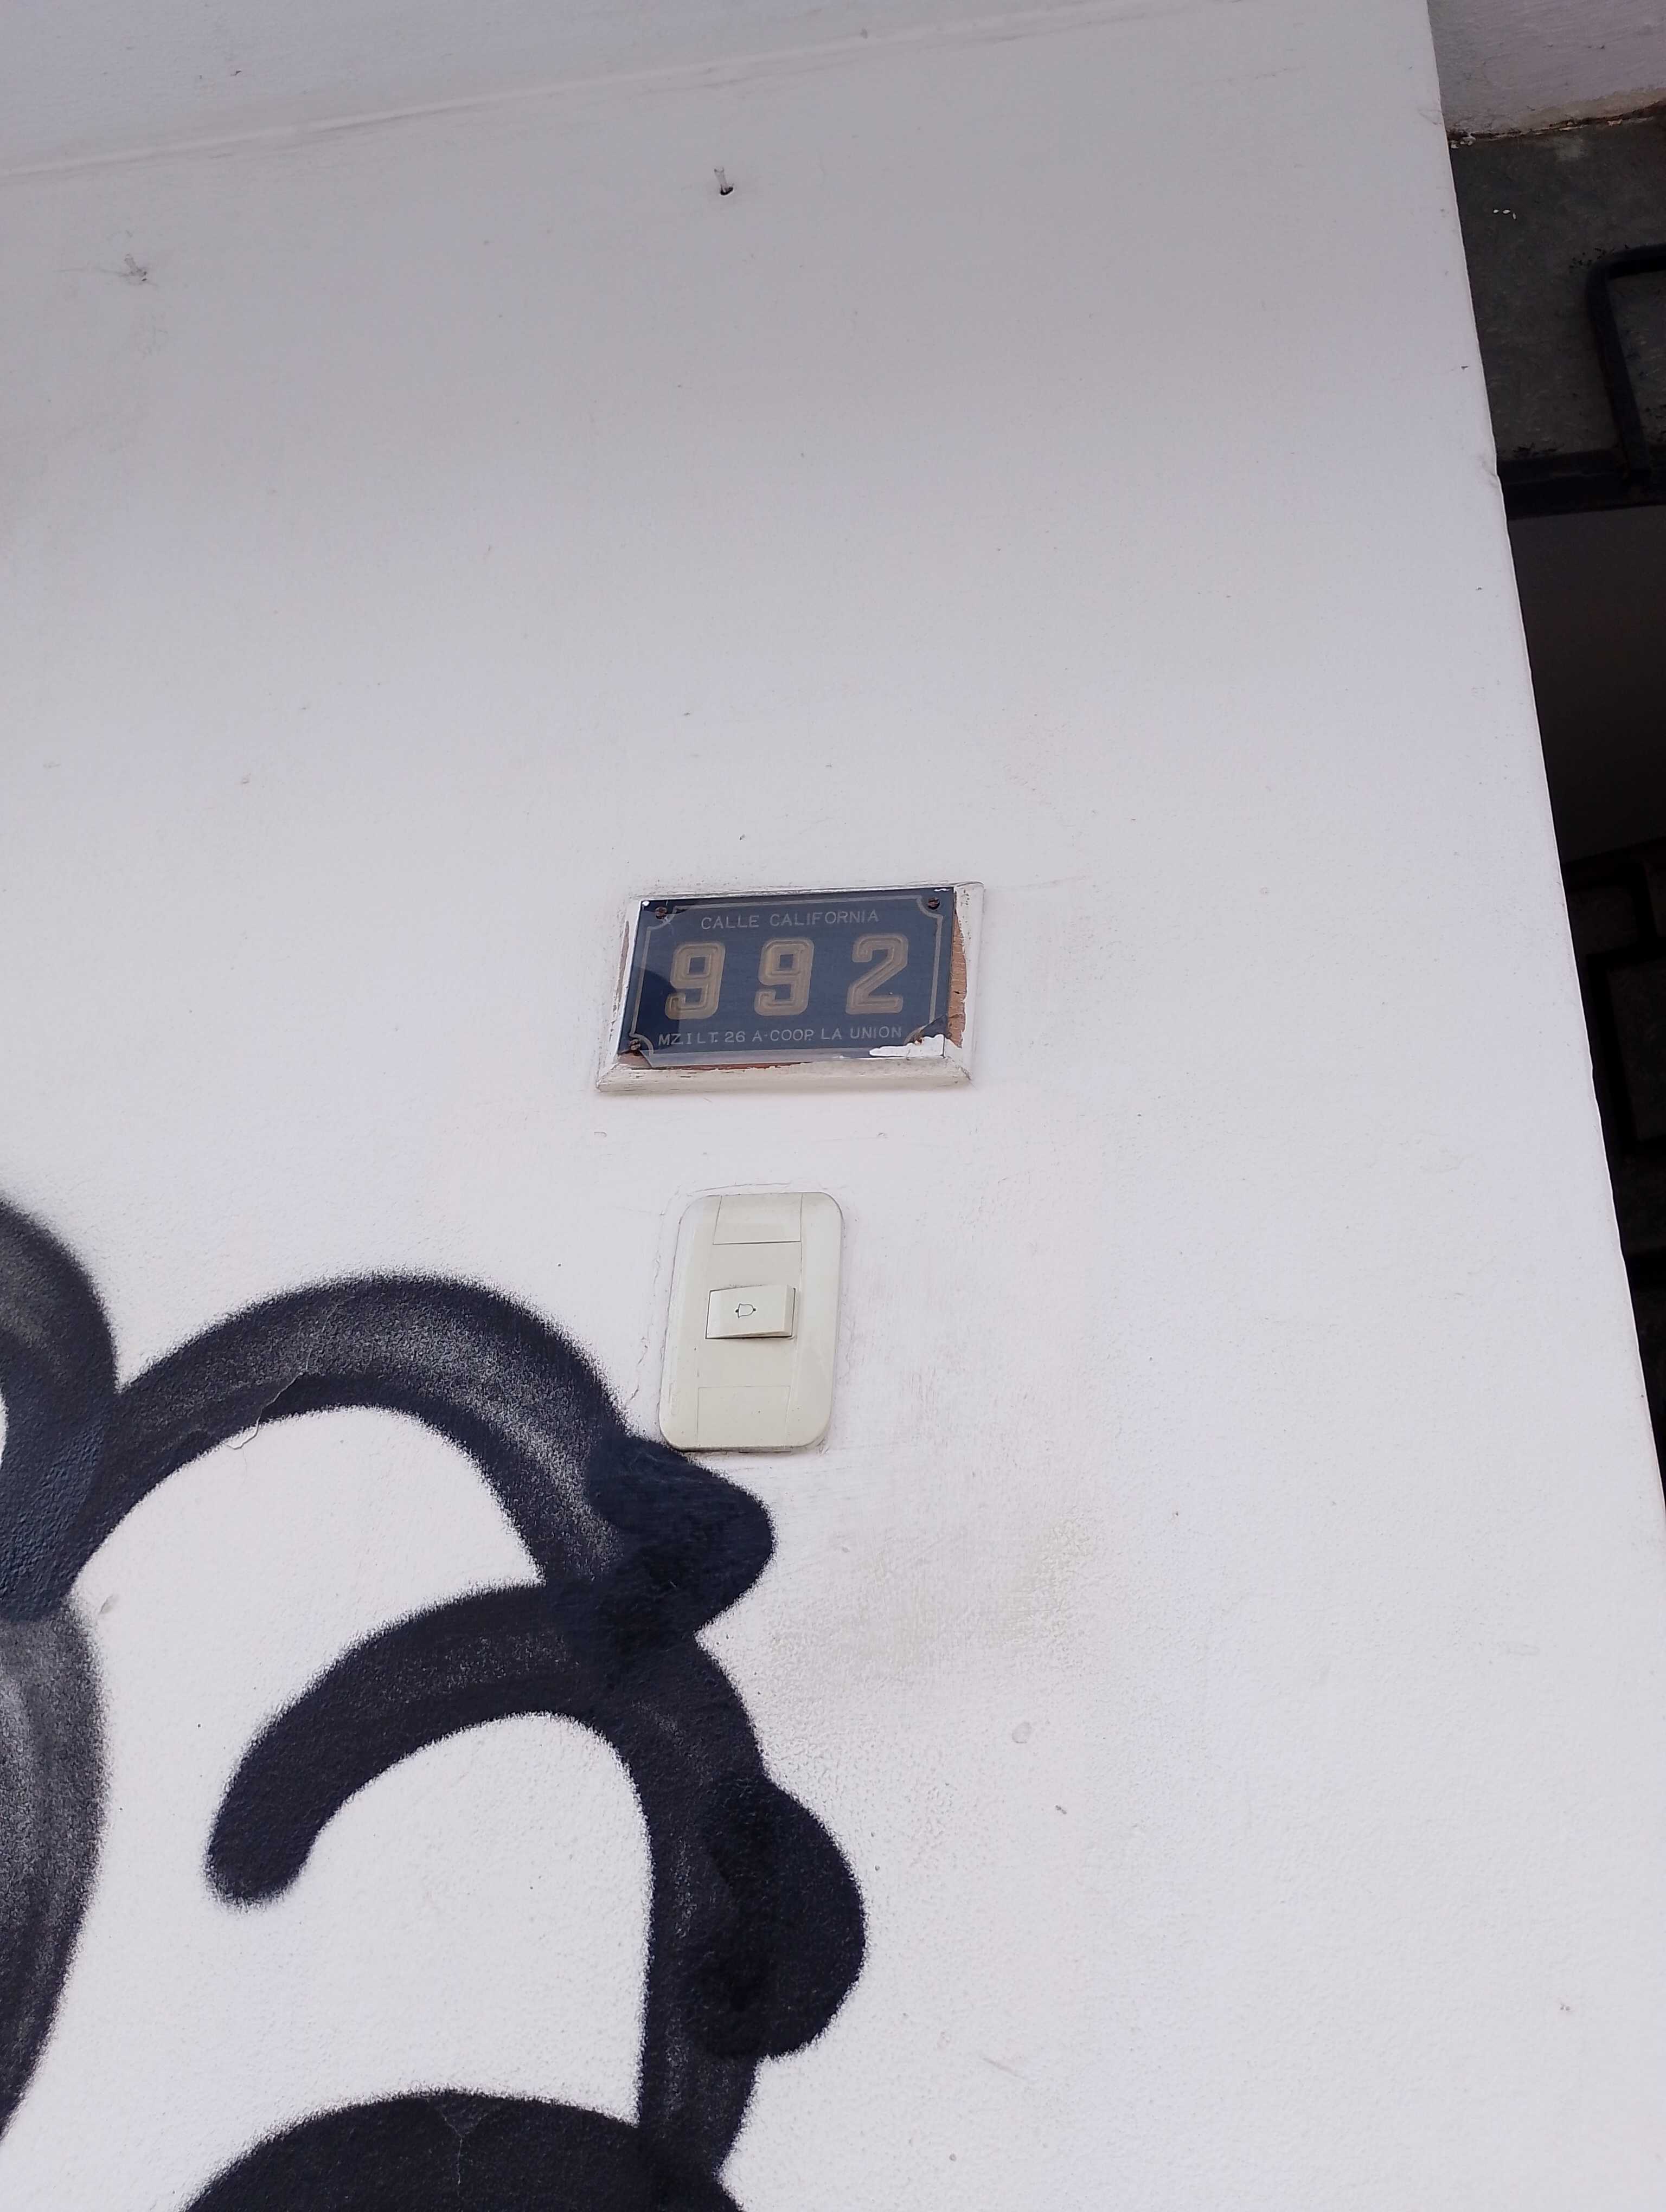 CALLE CALIFORNIA
992
MZ I LT. 26 A-COOP. LA UNION